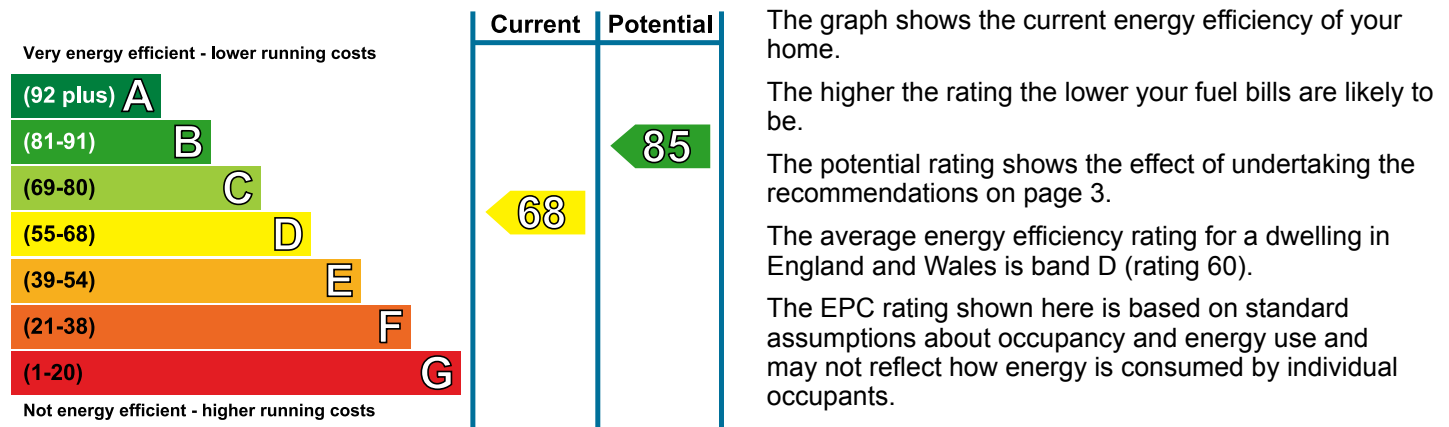 Current Potential
Very energy efficient - lower running costs
(92 plus) A
(81-91) B
85
(69-80) C
68
(55-68) D
(39-54) E
(21-38) F
(1-20) G
Not energy efficient - higher running costs
The graph shows the current energy efficiency of your
home.
The higher the rating the lower your fuel bills are likely to
be.
The potential rating shows the effect of undertaking the
recommendations on page 3.
The average energy efficiency rating for a dwelling in
England and Wales is band D (rating 60).
The EPC rating shown here is based on standard
assumptions about occupancy and energy use and
may not reflect how energy is consumed by individual
occupants.